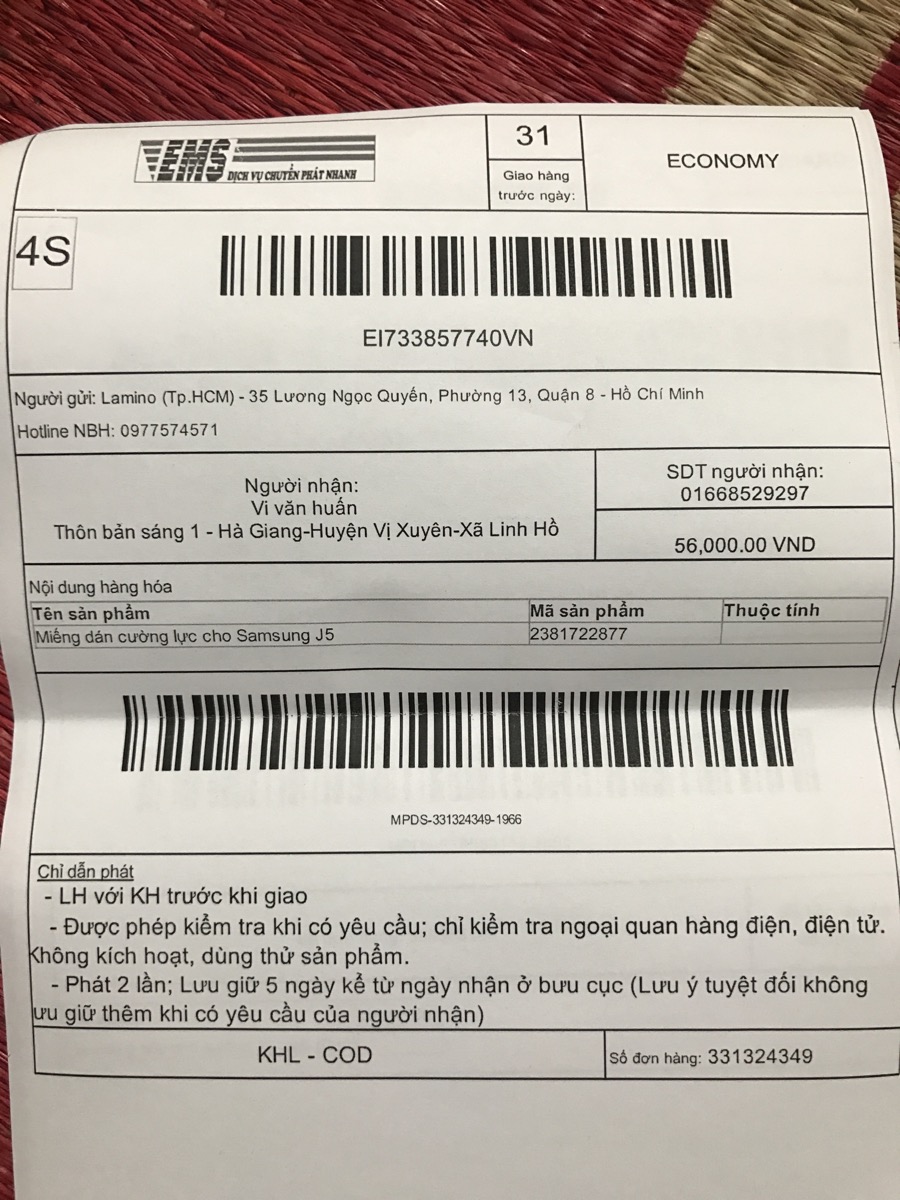 EMS
DỊCH VỤ CHUYỂN PHÁT NHANH
31
Giao hàng
trước ngày:
ECONOMY
4S
EI733857740VN
Người gửi: Lamino (Tp.HCM) - 35 Lương Ngọc Quyến, Phường 13, Quận 8 - Hồ Chí Minh
Hotline NBH: 0977574571
Người nhận:
Vi văn huấn
Thôn bản sáng 1 - Hà Giang-Huyện Vị Xuyên-Xã Linh Hồ
SDT người nhận:
01668529297
56,000.00 VND
Nội dung hàng hóa
Tên sản phẩm Mã sản phẩm Thuộc tính
Miếng dán cường lực cho Samsung J5 2381722877
MPDS-331324349-1966
Chỉ dẫn phát
- LH với KH trước khi giao
- Được phép kiểm tra khi có yêu cầu; chỉ kiểm tra ngoại quan hàng điện, điện tử.
Không kích hoạt, dùng thử sản phẩm.
- Phát 2 lần; Lưu giữ 5 ngày kể từ ngày nhận ở bưu cục (Lưu ý tuyệt đối không
ưu giữ thêm khi có yêu cầu của người nhận)
KHL - COD
Số đơn hàng: 331324349